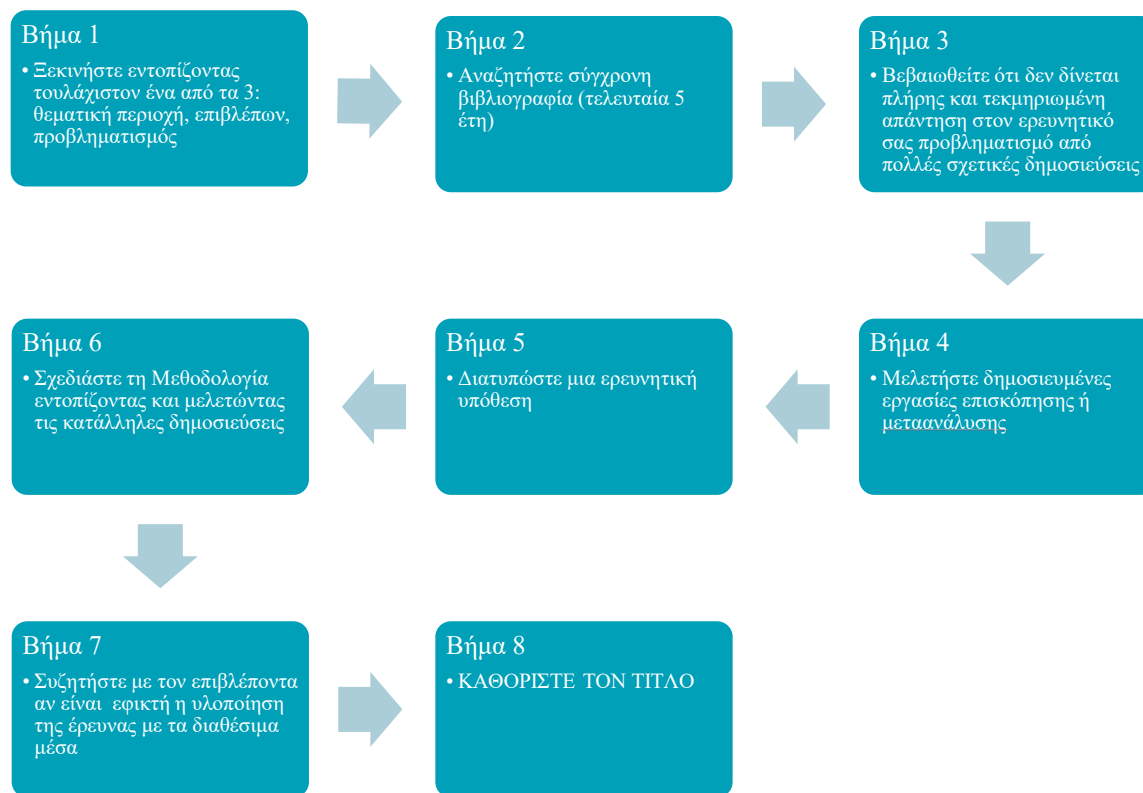 Βήμα 1
• Ξεκινήστε εντοπίζοντας
τουλάχιστον ένα από τα 3:
θεματική περιοχή, επιβλέπων,
προβληματισμός
Βήμα 2
• Αναζητήστε σύγχρονη
βιβλιογραφία (τελευταία 5
έτη)
Βήμα 3
• Βεβαιωθείτε ότι δεν δίνεται
πλήρης και τεκμηριωμένη
απάντηση στον ερευνητικό
σας προβληματισμό από
πολλές σχετικές δημοσιεύσεις
Βήμα 4
• Μελετήστε δημοσιευμένες
εργασίες επισκόπησης ή
μεταανάλυσης
Βήμα 5
• Διατυπώστε μια ερευνητική
υπόθεση
Βήμα 6
• Σχεδιάστε τη Μεθοδολογία
εντοπίζοντας και μελετώντας
τις κατάλληλες δημοσιεύσεις
Βήμα 7
• Συζητήστε με τον επιβλέποντα
αν είναι εφικτή η υλοποίηση
της έρευνας με τα διαθέσιμα
μέσα
Βήμα 8
• ΚΑΘΟΡΙΣΤΕ ΤΟΝ ΤΙΤΛΟ